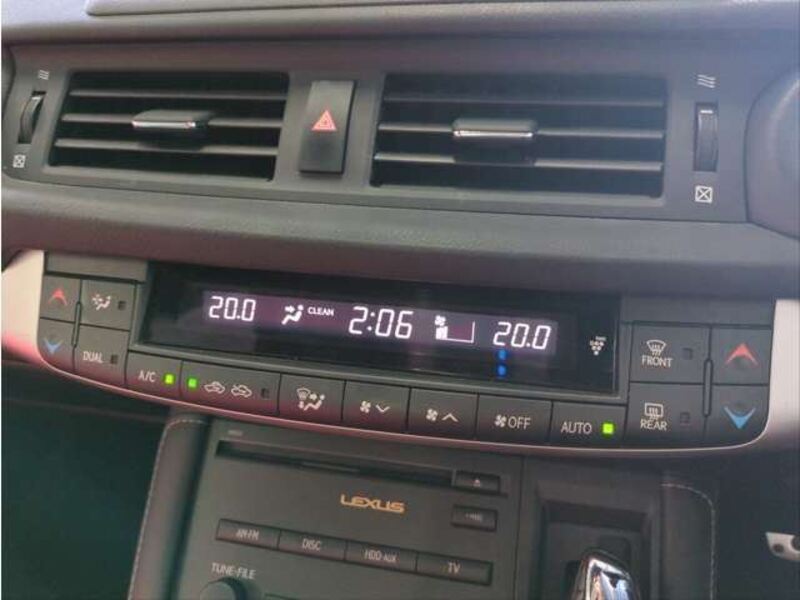 20.0 CLEAN 2:06 20.0
FRONT
DUAL
A/C
OFF
AUTO
REAR
LEXUS
AM·FM
DISC
HDD·AUX
TV
TUNE·FILE